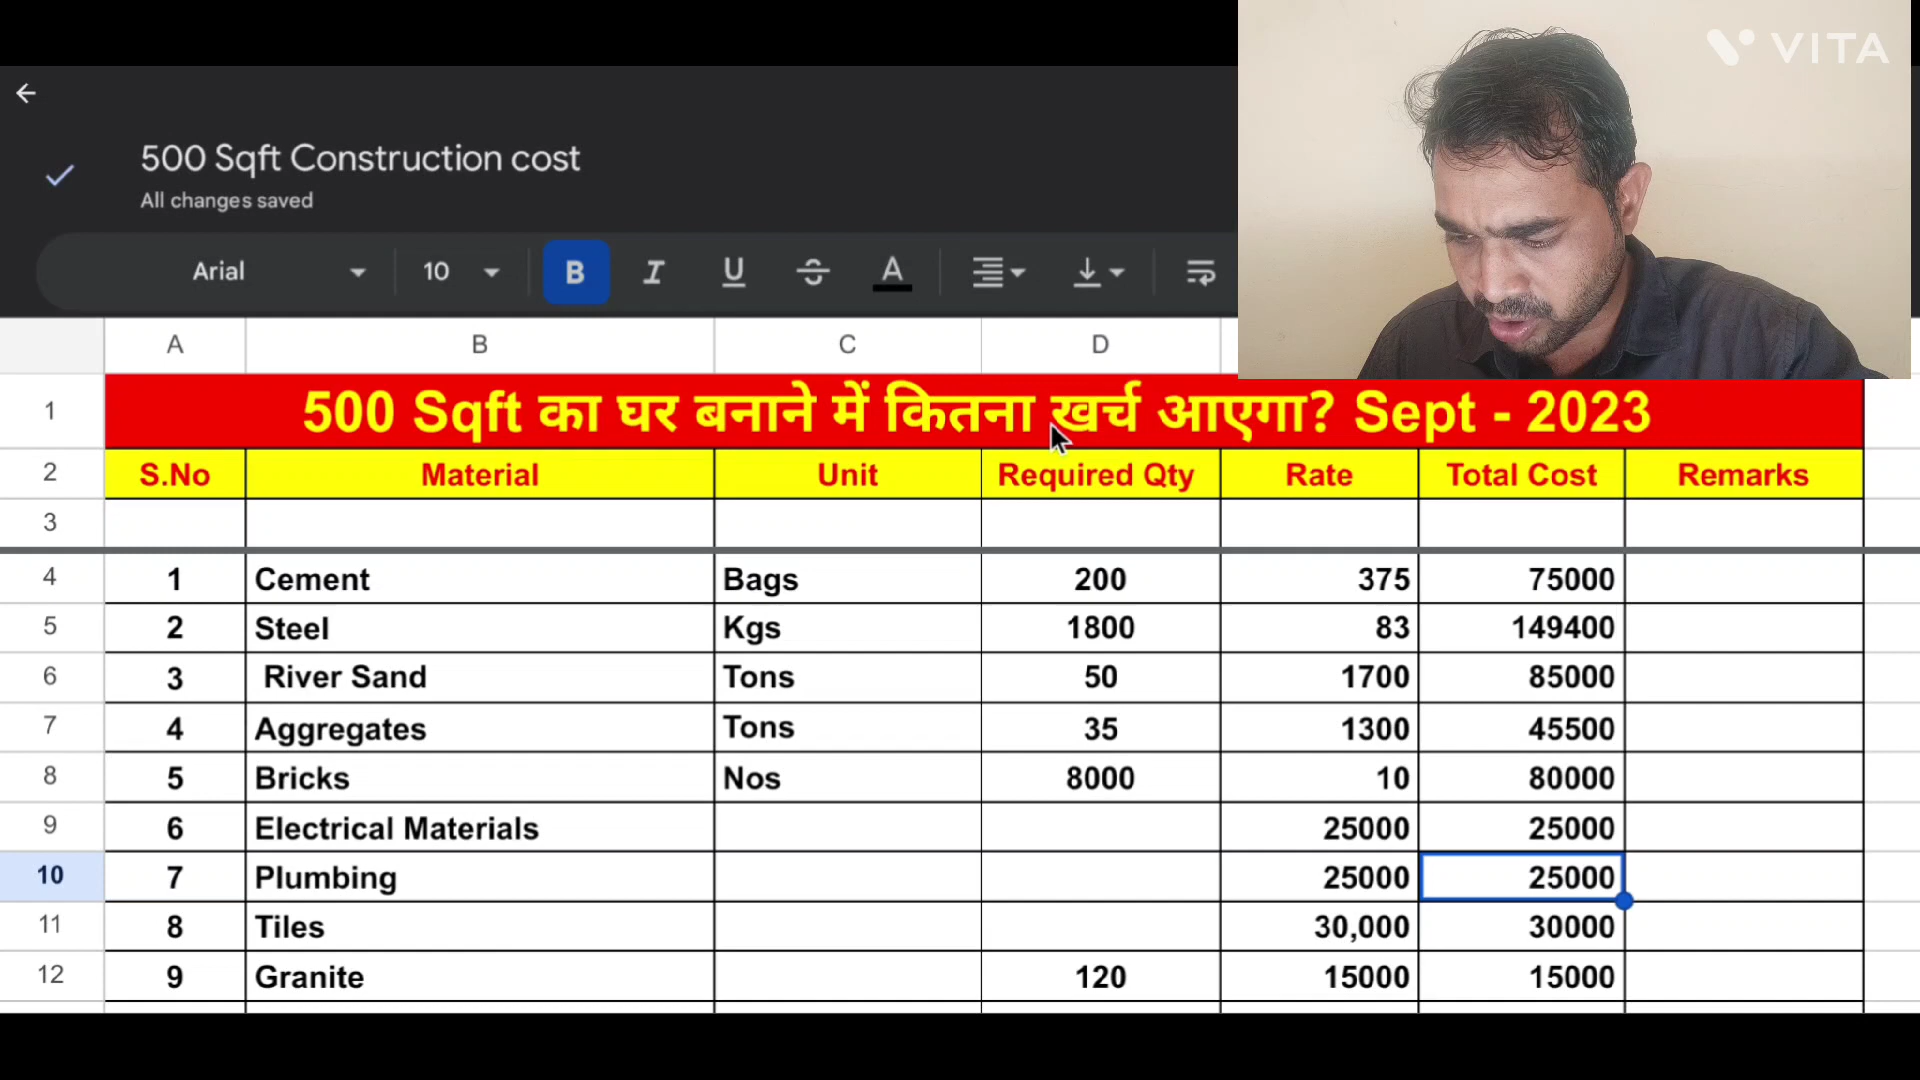 VITA
500 Sqft Construction cost
All changes saved
Arial 10 B I U S A
A B C D
1 500 Sqft का घर बनाने में कितना खर्च आएगा? Sept - 2023
2 S.No Material Unit Required Qty Rate Total Cost Remarks
3
4 1 Cement Bags 200 375 75000
5 2 Steel Kgs 1800 83 149400
6 3 River Sand Tons 50 1700 85000
7 4 Aggregates Tons 35 1300 45500
8 5 Bricks Nos 8000 10 80000
9 6 Electrical Materials 25000 25000
10 7 Plumbing 25000 25000
11 8 Tiles 30,000 30000
12 9 Granite 120 15000 15000